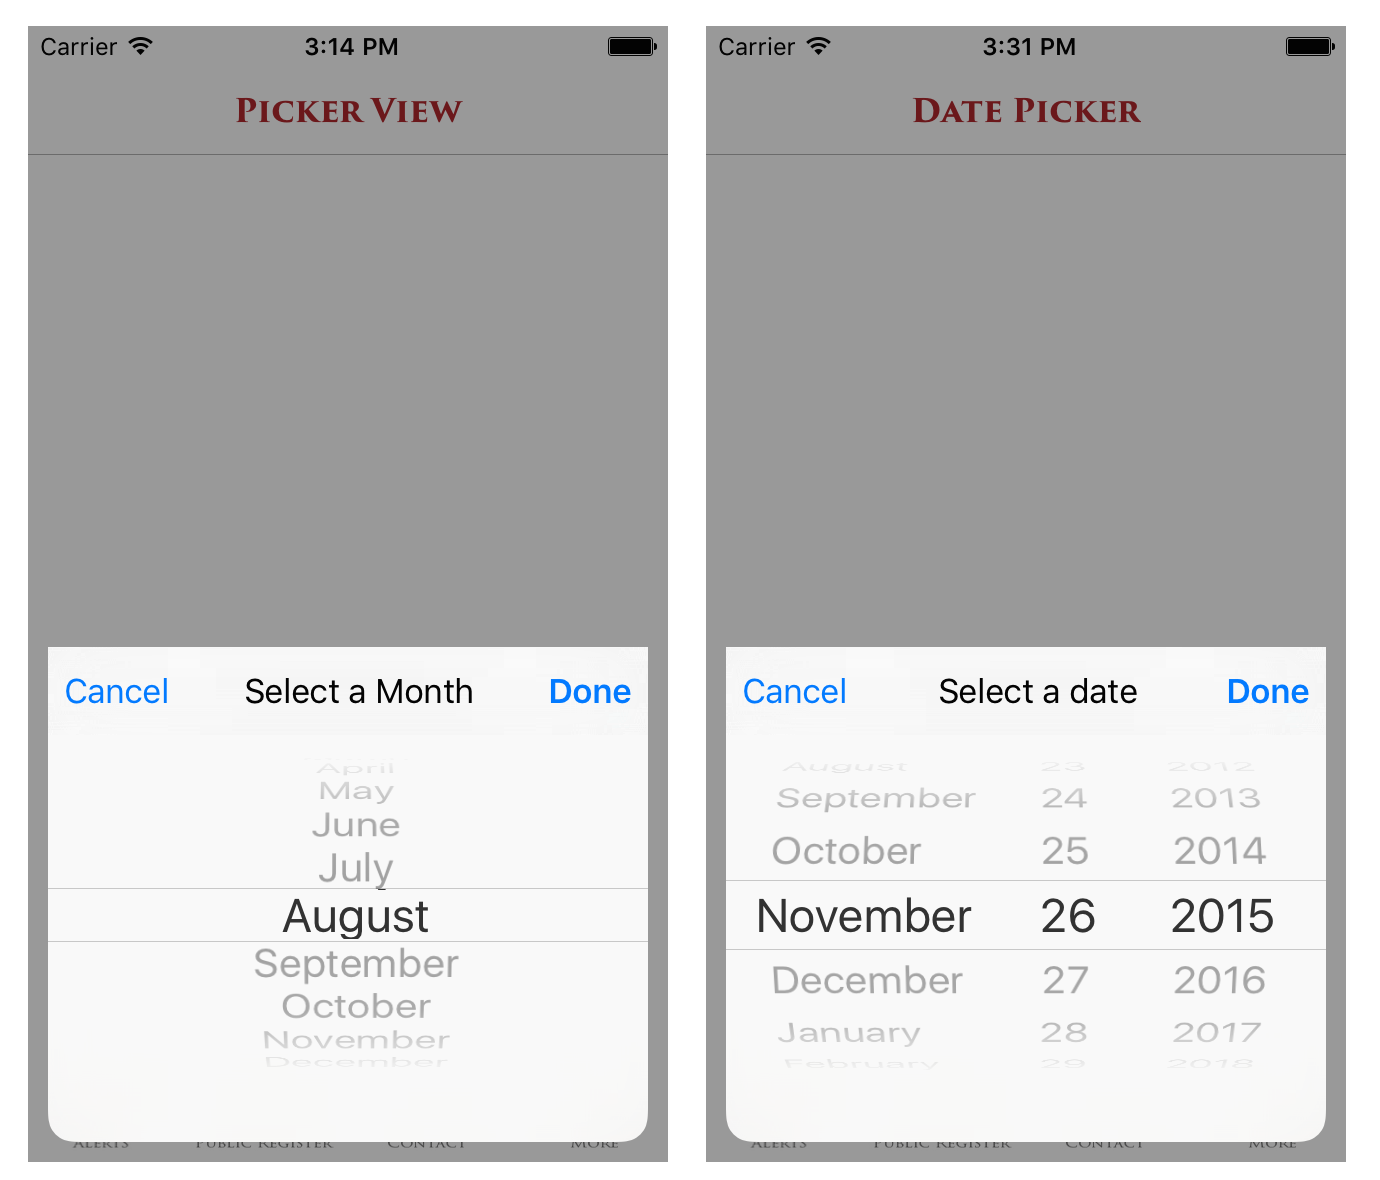 Carrier 3:14 PM
PICKER VIEW
Cancel Select a Month Done
April
May
June
July
August
September
October
November
December
ALERTS PUBLIC REGISTER CONTACT MORE
Carrier 3:31 PM
DATE PICKER
Cancel Select a date Done
August 23 2012
September 24 2013
October 25 2014
November 26 2015
December 27 2016
January 28 2017
February 29 2018
ALERTS PUBLIC REGISTER CONTACT MORE